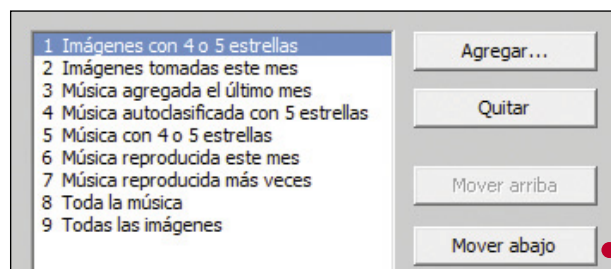 1 Imágenes con 4 o 5 estrellas
2 Imágenes tomadas este mes
3 Música agregada el último mes
4 Música autoclasificada con 5 estrellas
5 Música con 4 o 5 estrellas
6 Música reproducida este mes
7 Música reproducida más veces
8 Toda la música
9 Todas las imágenes
Agregar...
Quitar
Mover arriba
Mover abajo